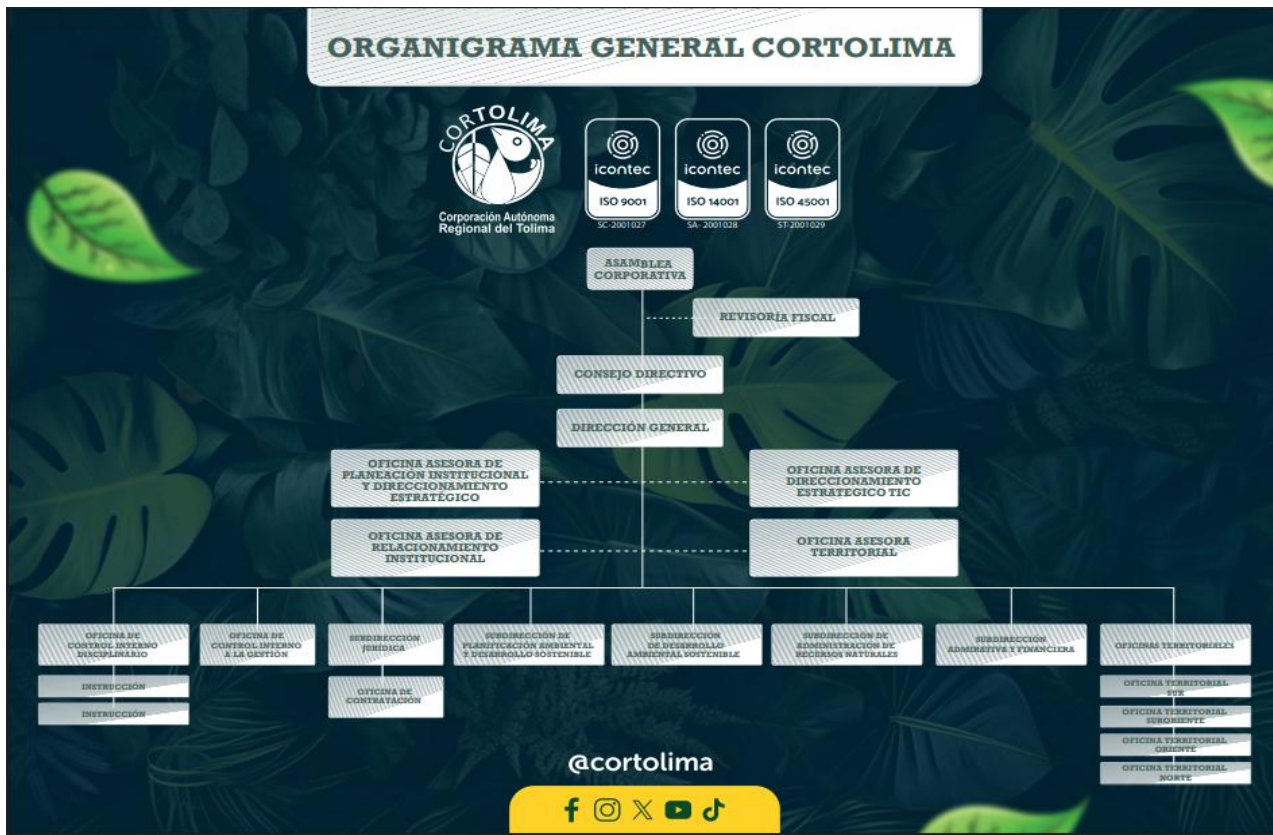 ORGANIGRAMA GENERAL CORTOLIMA
CORTOLIMA
Corporación Autónoma
Regional del Tolima
icontec
ISO 9001
SC-2001027
icontec
ISO 14001
SA- 2001028
icontec
ISO 45001
ST-2001029
ASAMBLEA
CORPORATIVA
REVISORÍA FISCAL
CONSEJO DIRECTIVO
DIRECCIÓN GENERAL
OFICINA ASESORA DE
PLANEACIÓN INSTITUCIONAL
Y DIRECCIONAMIENTO
ESTRATÉGICO
OFICINA ASESORA DE
DIRECCIONAMIENTO
ESTRATEGICO TIC
OFICINA ASESORA DE
RELACIONAMIENTO
INSTITUCIONAL
OFICINA ASESORA
TERRITORIAL
OFICINA DE
CONTROL INTERNO
DISCIPLINARIO
INSTRUCCIÓN
INSTRUCCIÓN
OFICINA DE
CONTROL INTERNO
A LA GESTIÓN
SUBDIRECCIÓN
JURÍDICA
OFICINA DE
CONTRATACIÓN
SUBDIRECCIÓN DE
PLANIFICACIÓN AMBIENTAL
Y DESARROLLO SOSTENIBLE
SUBDIRECCIÓN
DE DESARROLLO
AMBIENTAL SOSTENIBLE
SUBDIRECCIÓN DE
ADMINISTRACIÓN DE
RECURSOS NATURALES
SUBDIRECCIÓN
ADMIRATIVA Y FINANCIERA
OFICINAS TERRITORIALES
OFICINA TERRITORIAL
SUR
OFICINA TERRITORIAL
SURORIENTE
OFICINA TERRITORIAL
ORIENTE
OFICINA TERRITORIAL
NORTE
@cortolima